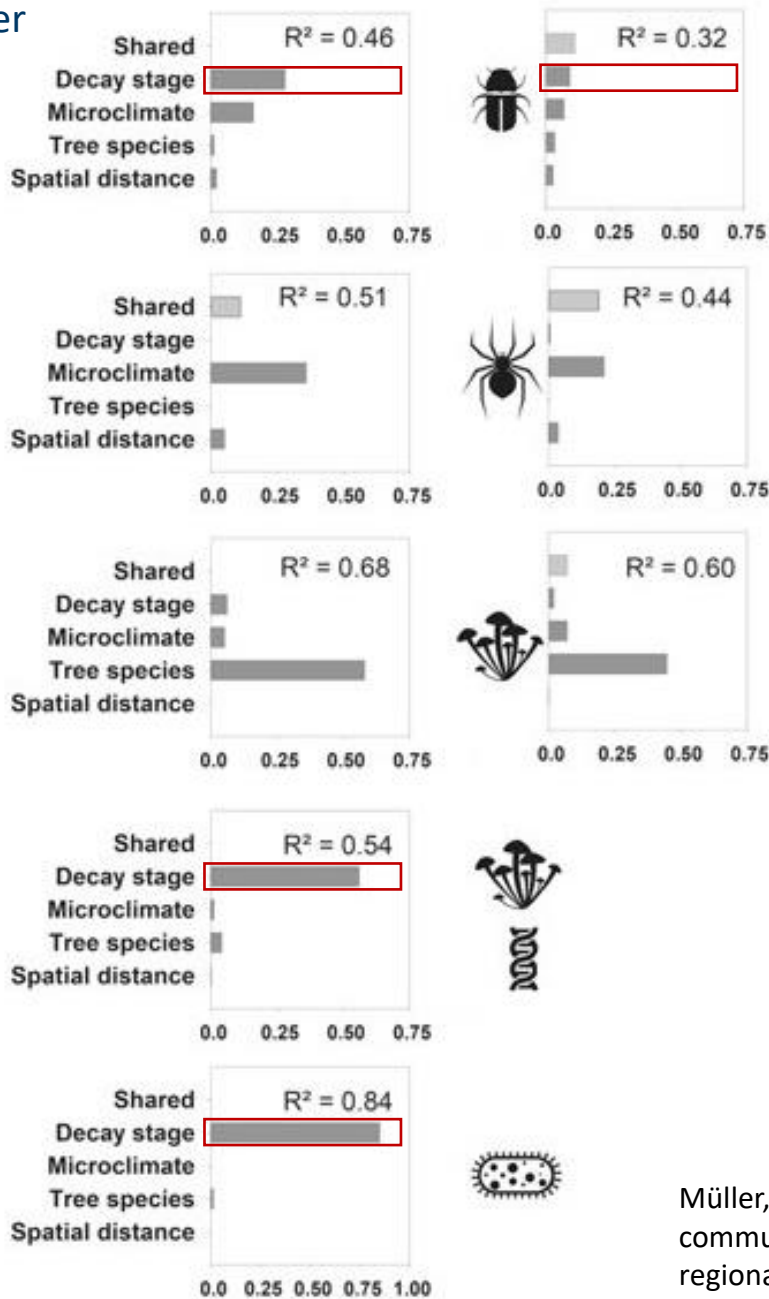 er
Shared
Decay stage
Microclimate
Tree species
Spatial distance
R² = 0.46
0.0 0.25 0.50 0.75
R² = 0.32
0.0 0.25 0.50 0.75
Shared
Decay stage
Microclimate
Tree species
Spatial distance
R² = 0.51
0.0 0.25 0.50 0.75
R² = 0.44
0.0 0.25 0.50 0.75
Shared
Decay stage
Microclimate
Tree species
Spatial distance
R² = 0.68
0.0 0.25 0.50 0.75
R² = 0.60
0.0 0.25 0.50 0.75
Shared
Decay stage
Microclimate
Tree species
Spatial distance
R² = 0.54
0.0 0.25 0.50 0.75
Shared
Decay stage
Microclimate
Tree species
Spatial distance
R² = 0.84
0.0 0.25 0.50 0.75 1.00
Müller,
commu
regiona